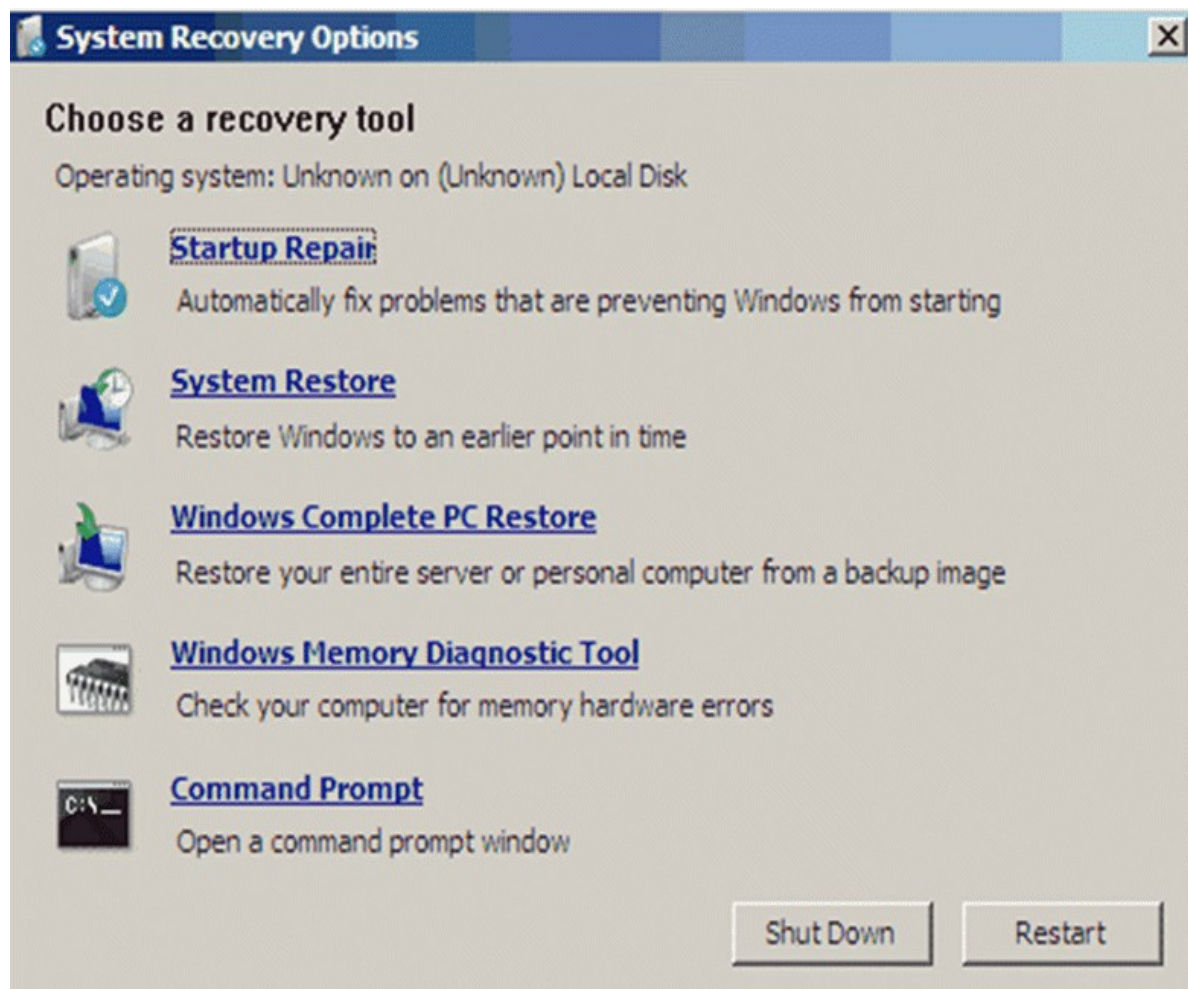 System Recovery Options
Choose a recovery tool
Operating system: Unknown on (Unknown) Local Disk
Startup Repair
Automatically fix problems that are preventing Windows from starting
System Restore
Restore Windows to an earlier point in time
Windows Complete PC Restore
Restore your entire server or personal computer from a backup image
Windows Memory Diagnostic Tool
Check your computer for memory hardware errors
C:\_
Command Prompt
Open a command prompt window
Shut Down
Restart